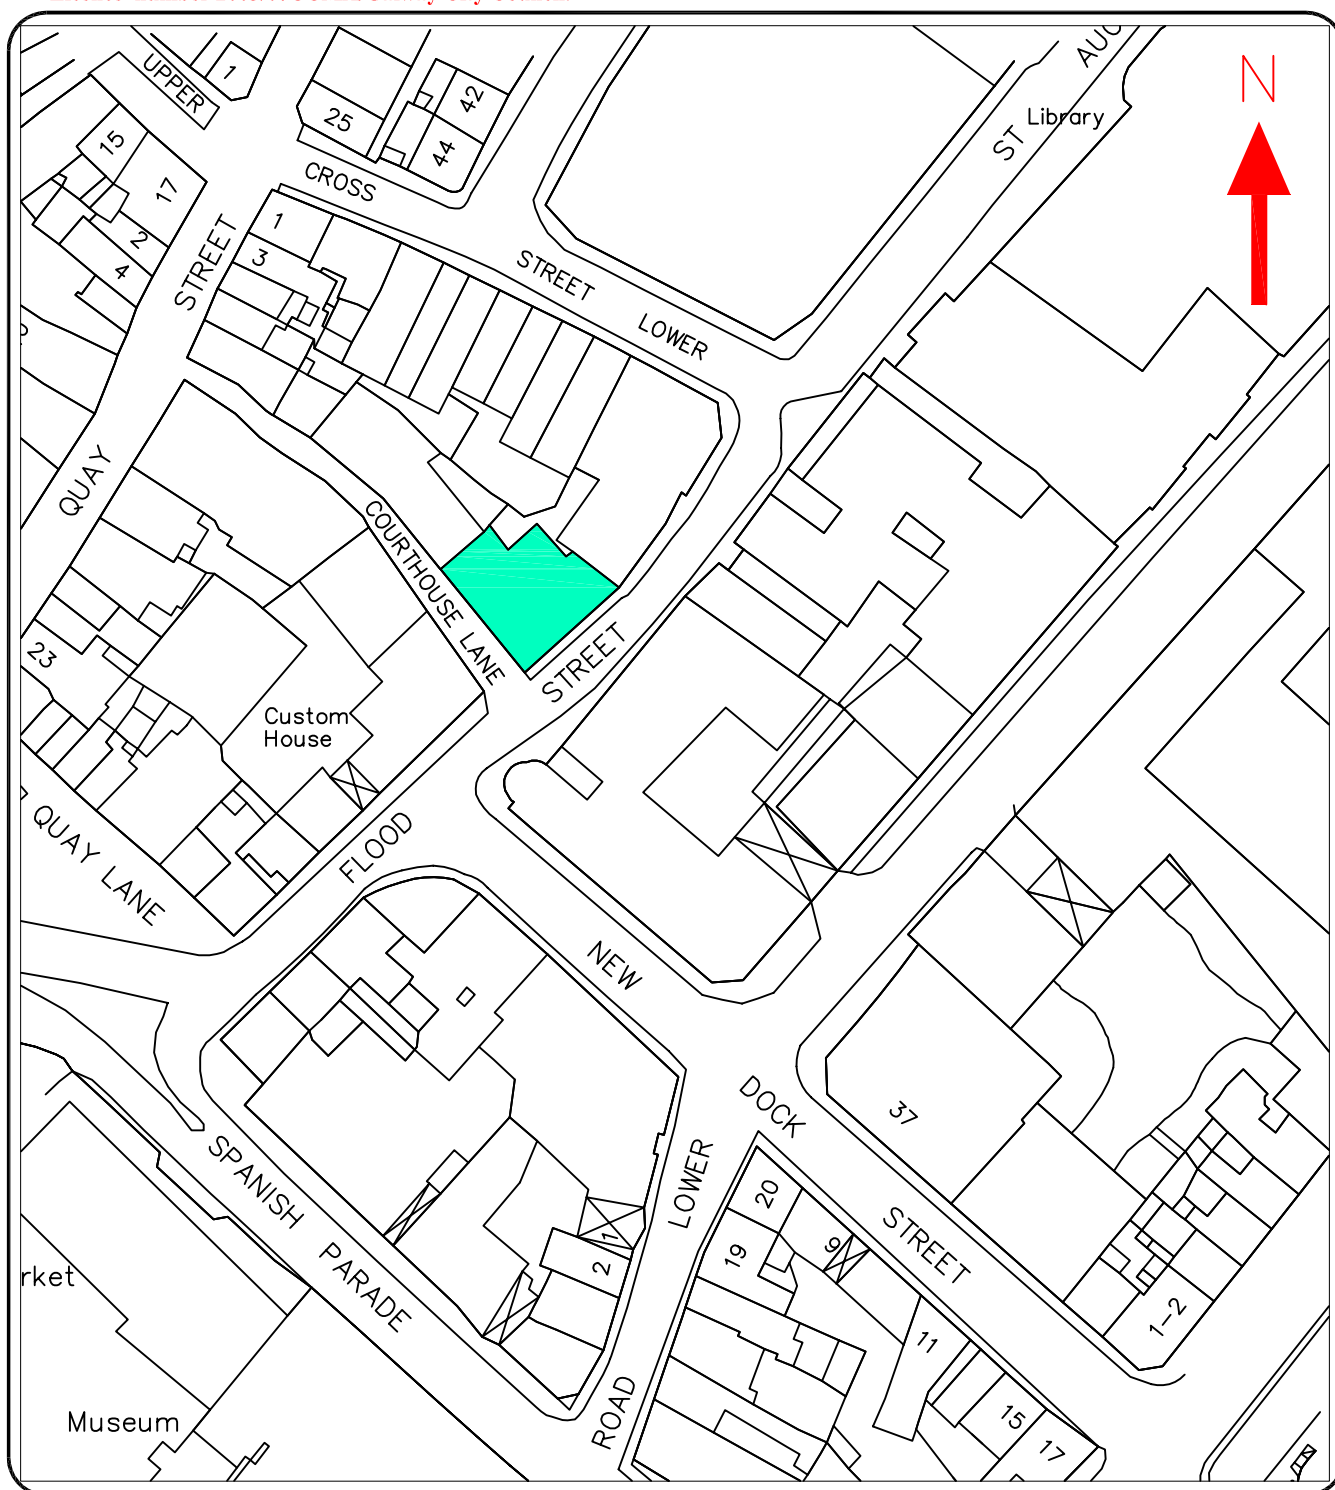 UPPER
1
25
42
44
15
17
2
4
CROSS
STREET
LOWER
ST
AUG
Library
N
1
3
QUAY
STREET
COURTHOUSE LANE
STREET
FLOOD
23
Custom
House
QUAY LANE
NEW
DOCK
STREET
37
SPANISH
PARADE
LOWER
ROAD
1
2
20
19
9
11
15
17
1-2
rket
Museum